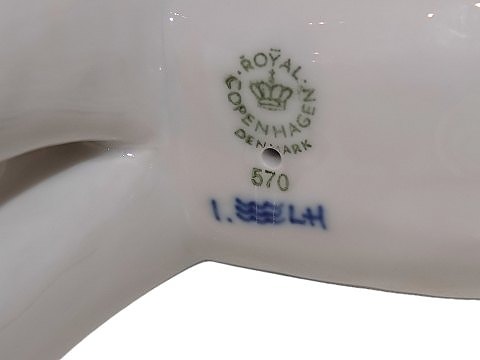 ROYAL
COPENHAGEN
DENMARK
570
1. LH